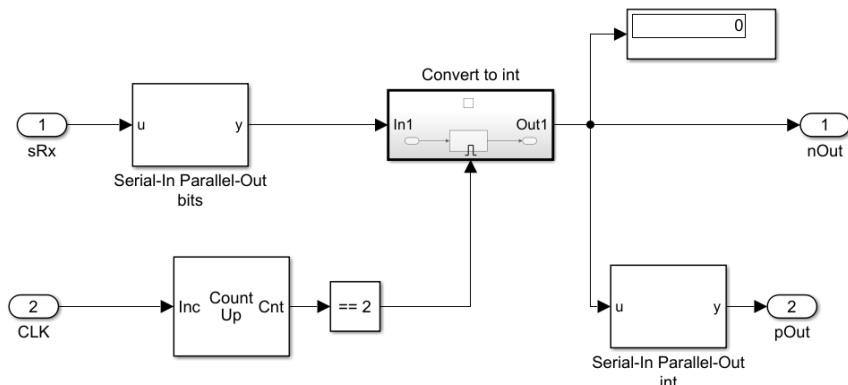 0
Convert to int
1
sRx
u
y
In1
Out1
1
nOut
Serial-In Parallel-Out
bits
2
CLK
Inc
Count
Up
Cnt
== 2
u
y
2
pOut
Serial-In Parallel-Out
int